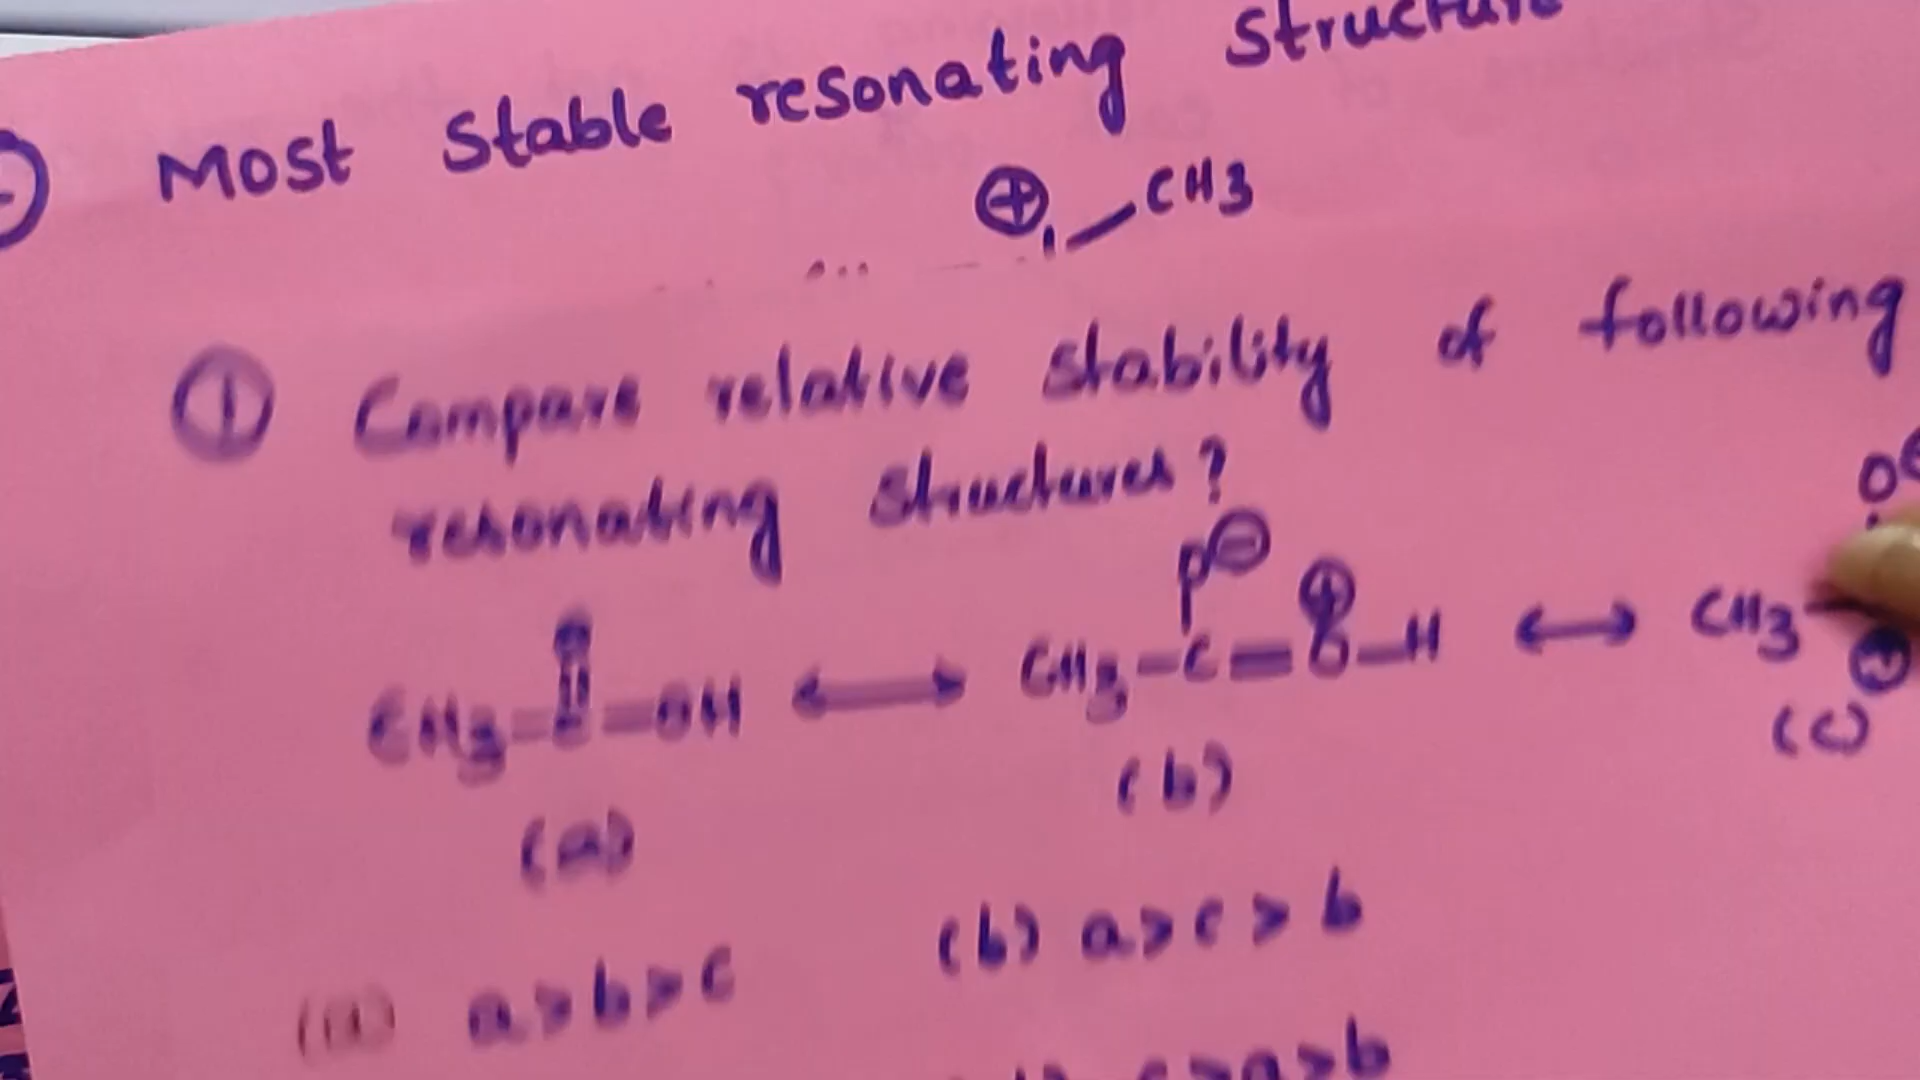 Most Stable resonating Structure
⊕ CH3
① Compare relative stability of following
resonating structures?
O
CH3-C-OH ⟷ CH3-C=O-H ⟷ CH3
(a) (b) (c)
(a) a>b>c (b) a>c>b
c>a>b